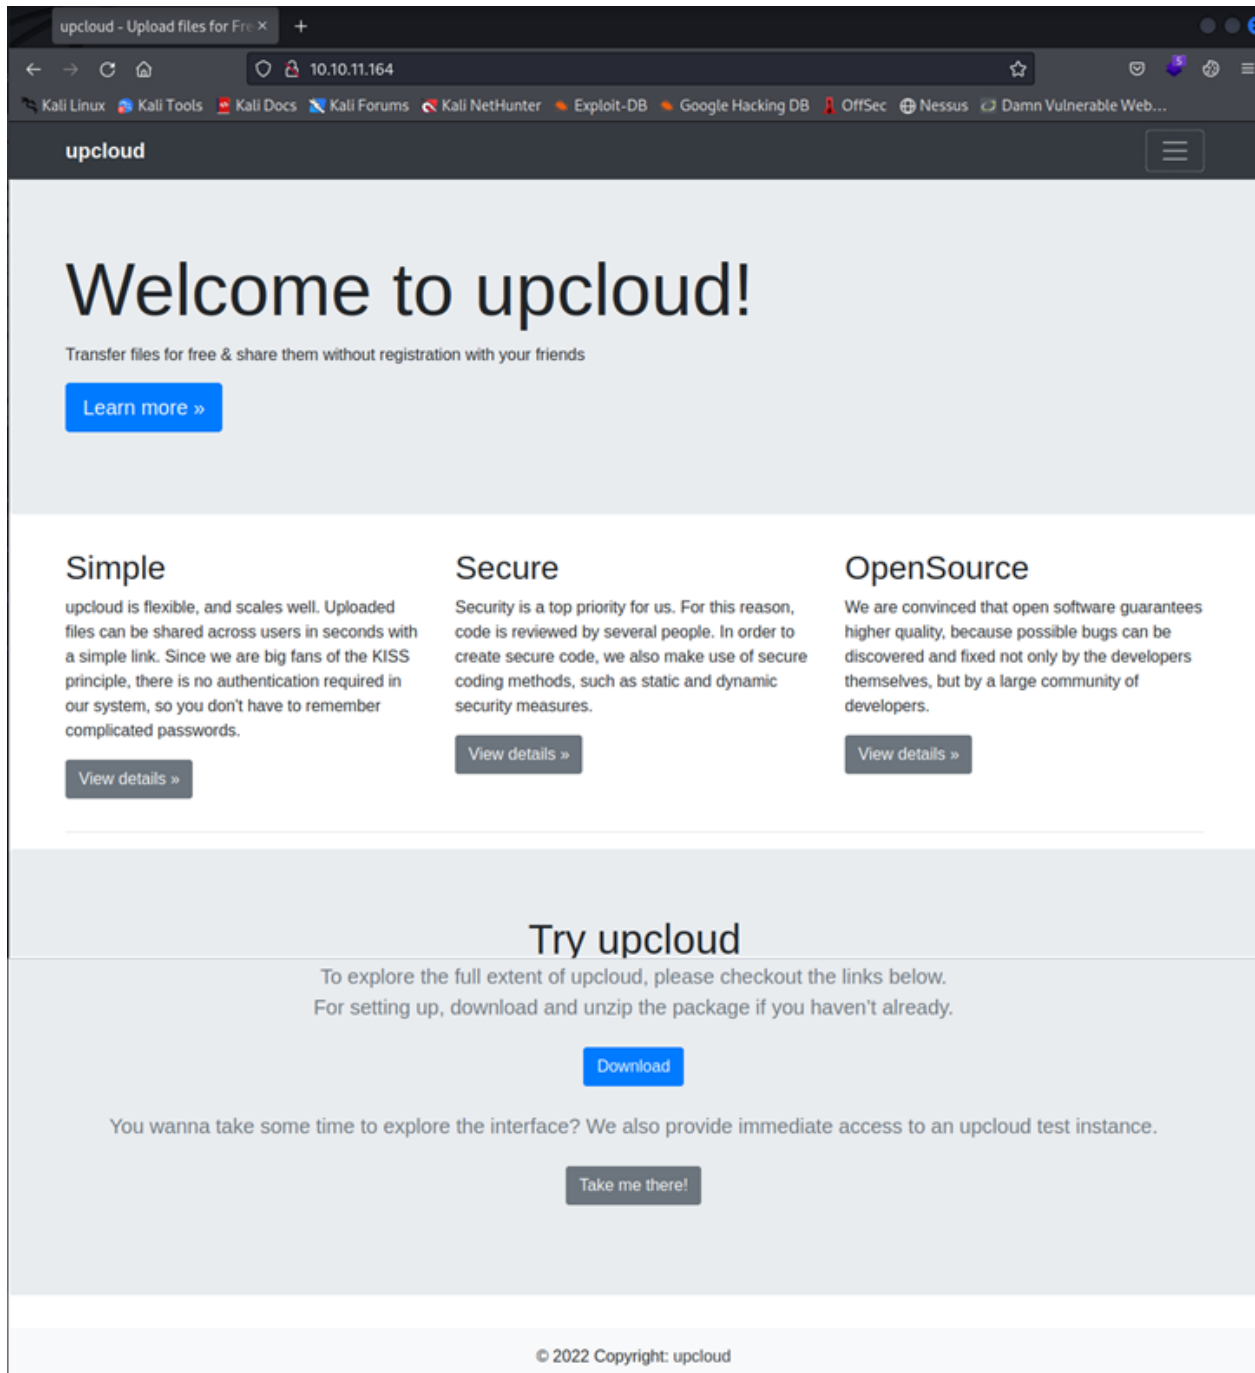 upcloud - Upload files for Fre
10.10.11.164
Kali Linux Kali Tools Kali Docs Kali Forums Kali NetHunter Exploit-DB Google Hacking DB OffSec Nessus Damn Vulnerable Web...
upcloud
Welcome to upcloud!
Transfer files for free & share them without registration with your friends
Learn more »
Simple
upcloud is flexible, and scales well. Uploaded
files can be shared across users in seconds with
a simple link. Since we are big fans of the KISS
principle, there is no authentication required in
our system, so you don't have to remember
complicated passwords.
View details »
Secure
Security is a top priority for us. For this reason,
code is reviewed by several people. In order to
create secure code, we also make use of secure
coding methods, such as static and dynamic
security measures.
View details »
OpenSource
We are convinced that open software guarantees
higher quality, because possible bugs can be
discovered and fixed not only by the developers
themselves, but by a large community of
developers.
View details »
Try upcloud
To explore the full extent of upcloud, please checkout the links below.
For setting up, download and unzip the package if you haven't already.
Download
You wanna take some time to explore the interface? We also provide immediate access to an upcloud test instance.
Take me there!
© 2022 Copyright: upcloud